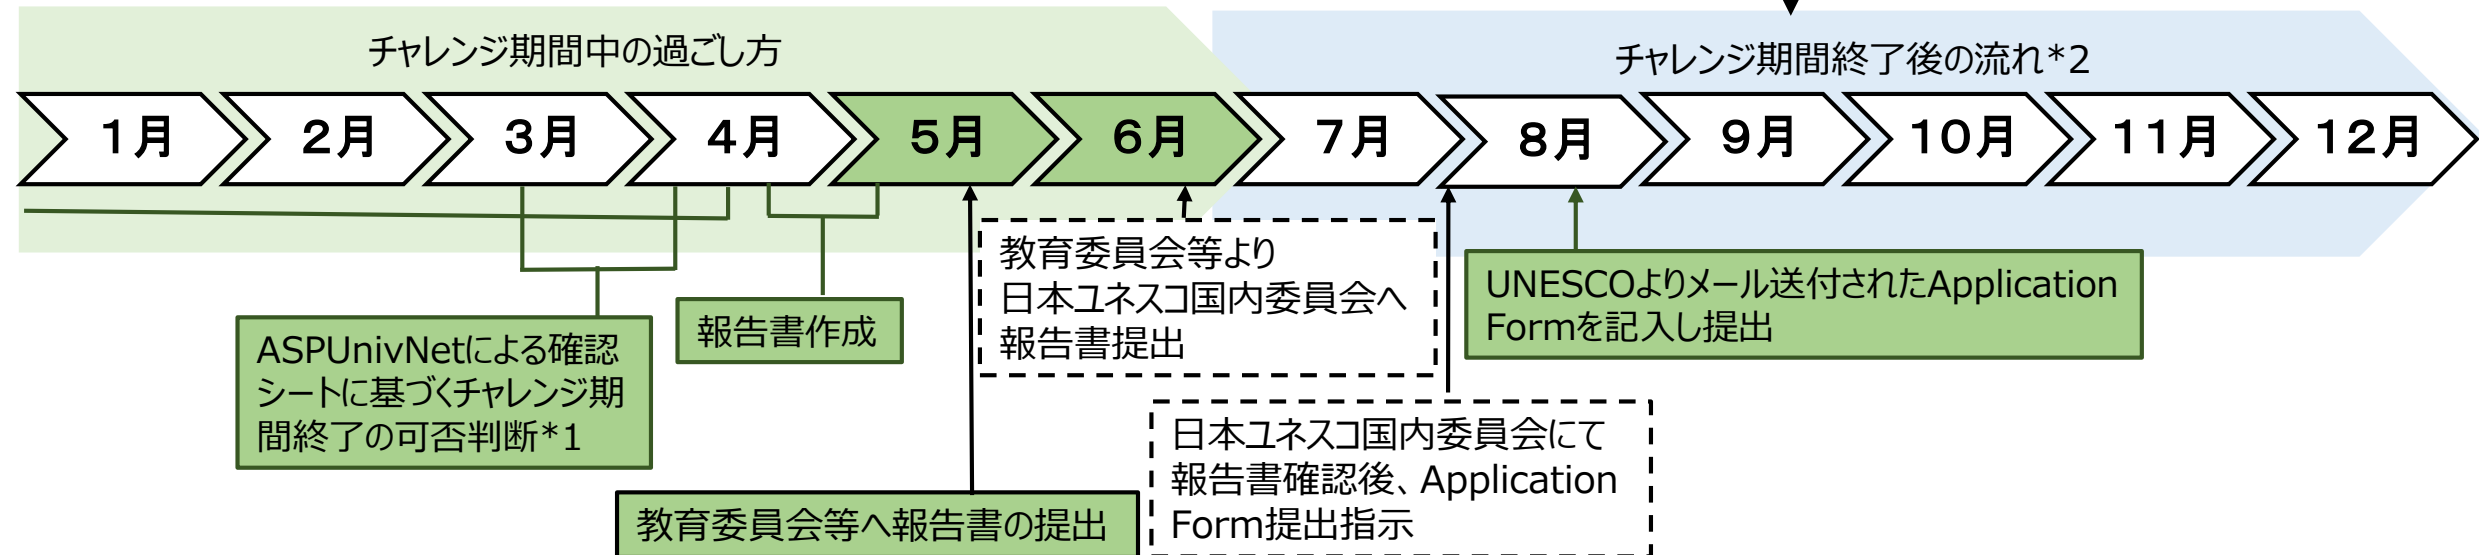 チャレンジ期間中の過ごし方
チャレンジ期間終了後の流れ*2
1月
2月
3月
4月
5月
6月
7月
8月
9月
10月
11月
12月
教育委員会等より
日本ユネスコ国内委員会へ
報告書提出
UNESCOよりメール送付されたApplication
Formを記入し提出
報告書作成
ASPUnivNetによる確認
シートに基づくチャレンジ期
間終了の可否判断*1
日本ユネスコ国内委員会にて
報告書確認後、Application
Form提出指示
教育委員会等へ報告書の提出